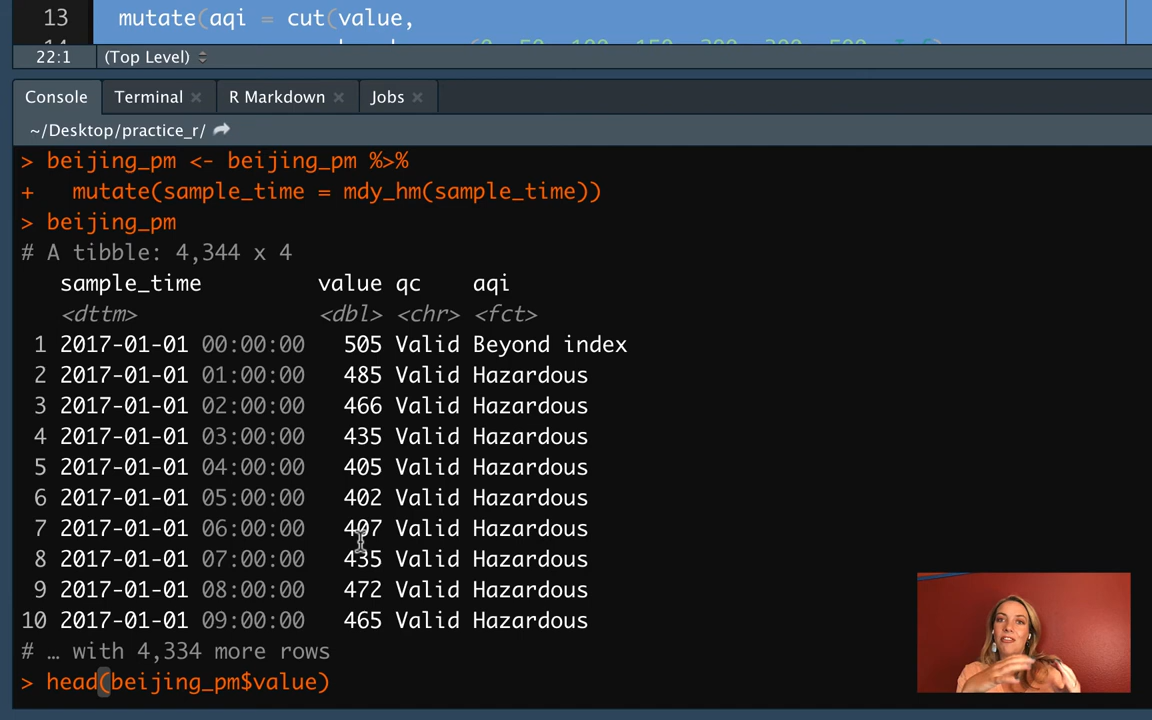 13 mutate(aqi = cut(value,
22:1 (Top Level)
Console Terminal R Markdown Jobs
~/Desktop/practice_r/
> beijing_pm <- beijing_pm %>%
+ mutate(sample_time = mdy_hm(sample_time))
> beijing_pm
# A tibble: 4,344 x 4
sample_time value qc aqi
<dttm> <dbl> <chr> <fct>
1 2017-01-01 00:00:00 505 Valid Beyond index
2 2017-01-01 01:00:00 485 Valid Hazardous
3 2017-01-01 02:00:00 466 Valid Hazardous
4 2017-01-01 03:00:00 435 Valid Hazardous
5 2017-01-01 04:00:00 405 Valid Hazardous
6 2017-01-01 05:00:00 402 Valid Hazardous
7 2017-01-01 06:00:00 407 Valid Hazardous
8 2017-01-01 07:00:00 435 Valid Hazardous
9 2017-01-01 08:00:00 472 Valid Hazardous
10 2017-01-01 09:00:00 465 Valid Hazardous
# … with 4,334 more rows
> head(beijing_pm$value)